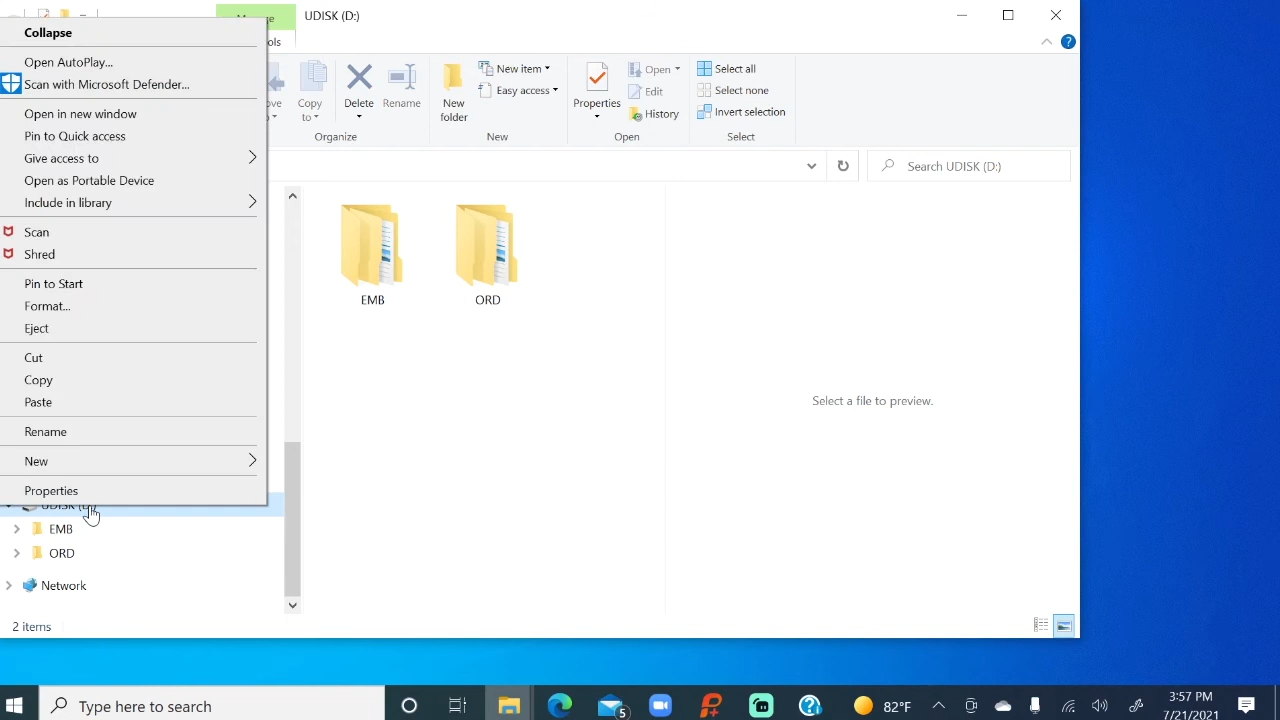 UDISK (D:)
Collapse
Open AutoPlay...
Scan with Microsoft Defender...
Open in new window
Pin to Quick access
Give access to
Open as Portable Device
Include in library
Scan
Shred
Pin to Start
Format...
Eject
Cut
Copy
Paste
Rename
New
Properties
Copy to
Delete
Rename
Organize
New folder
New item
Easy access
New
Properties
Open
Edit
History
Open
Select all
Select none
Invert selection
Select
Search UDISK (D:)
EMB
ORD
Select a file to preview.
EMB
ORD
Network
2 items
Type here to search
5
82°F
3:57 PM
7/21/2021